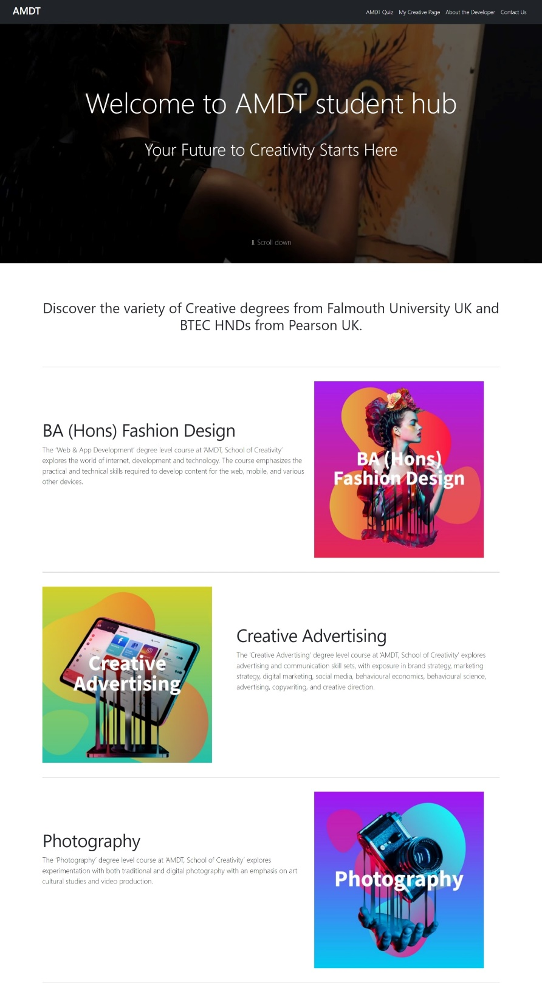 AMDT
AMDT Quiz My Creative Page About the Developer Contact Us
Welcome to AMDT student hub
Your Future to Creativity Starts Here
⇊ Scroll down
Discover the variety of Creative degrees from Falmouth University UK and
BTEC HNDs from Pearson UK.
BA (Hons) Fashion Design
The ‘Web & App Development’ degree level course at ‘AMDT, School of Creativity’
explores the world of internet, development and technology. The course emphasizes the
practical and technical skills required to develop content for the web, mobile, and various
other devices.
BA (Hons)
Fashion Design
Creative
Advertising
Creative Advertising
The ‘Creative Advertising’ degree level course at ‘AMDT, School of Creativity’ explores
advertising and communication skill sets, with exposure in brand strategy, marketing
strategy, digital marketing, social media, behavioural economics, behavioural science,
advertising, copywriting, and creative direction.
Photography
The ‘Photography’ degree level course at ‘AMDT, School of Creativity’ explores
experimentation with both traditional and digital photography with an emphasis on art
cultural studies and video production.
Photography